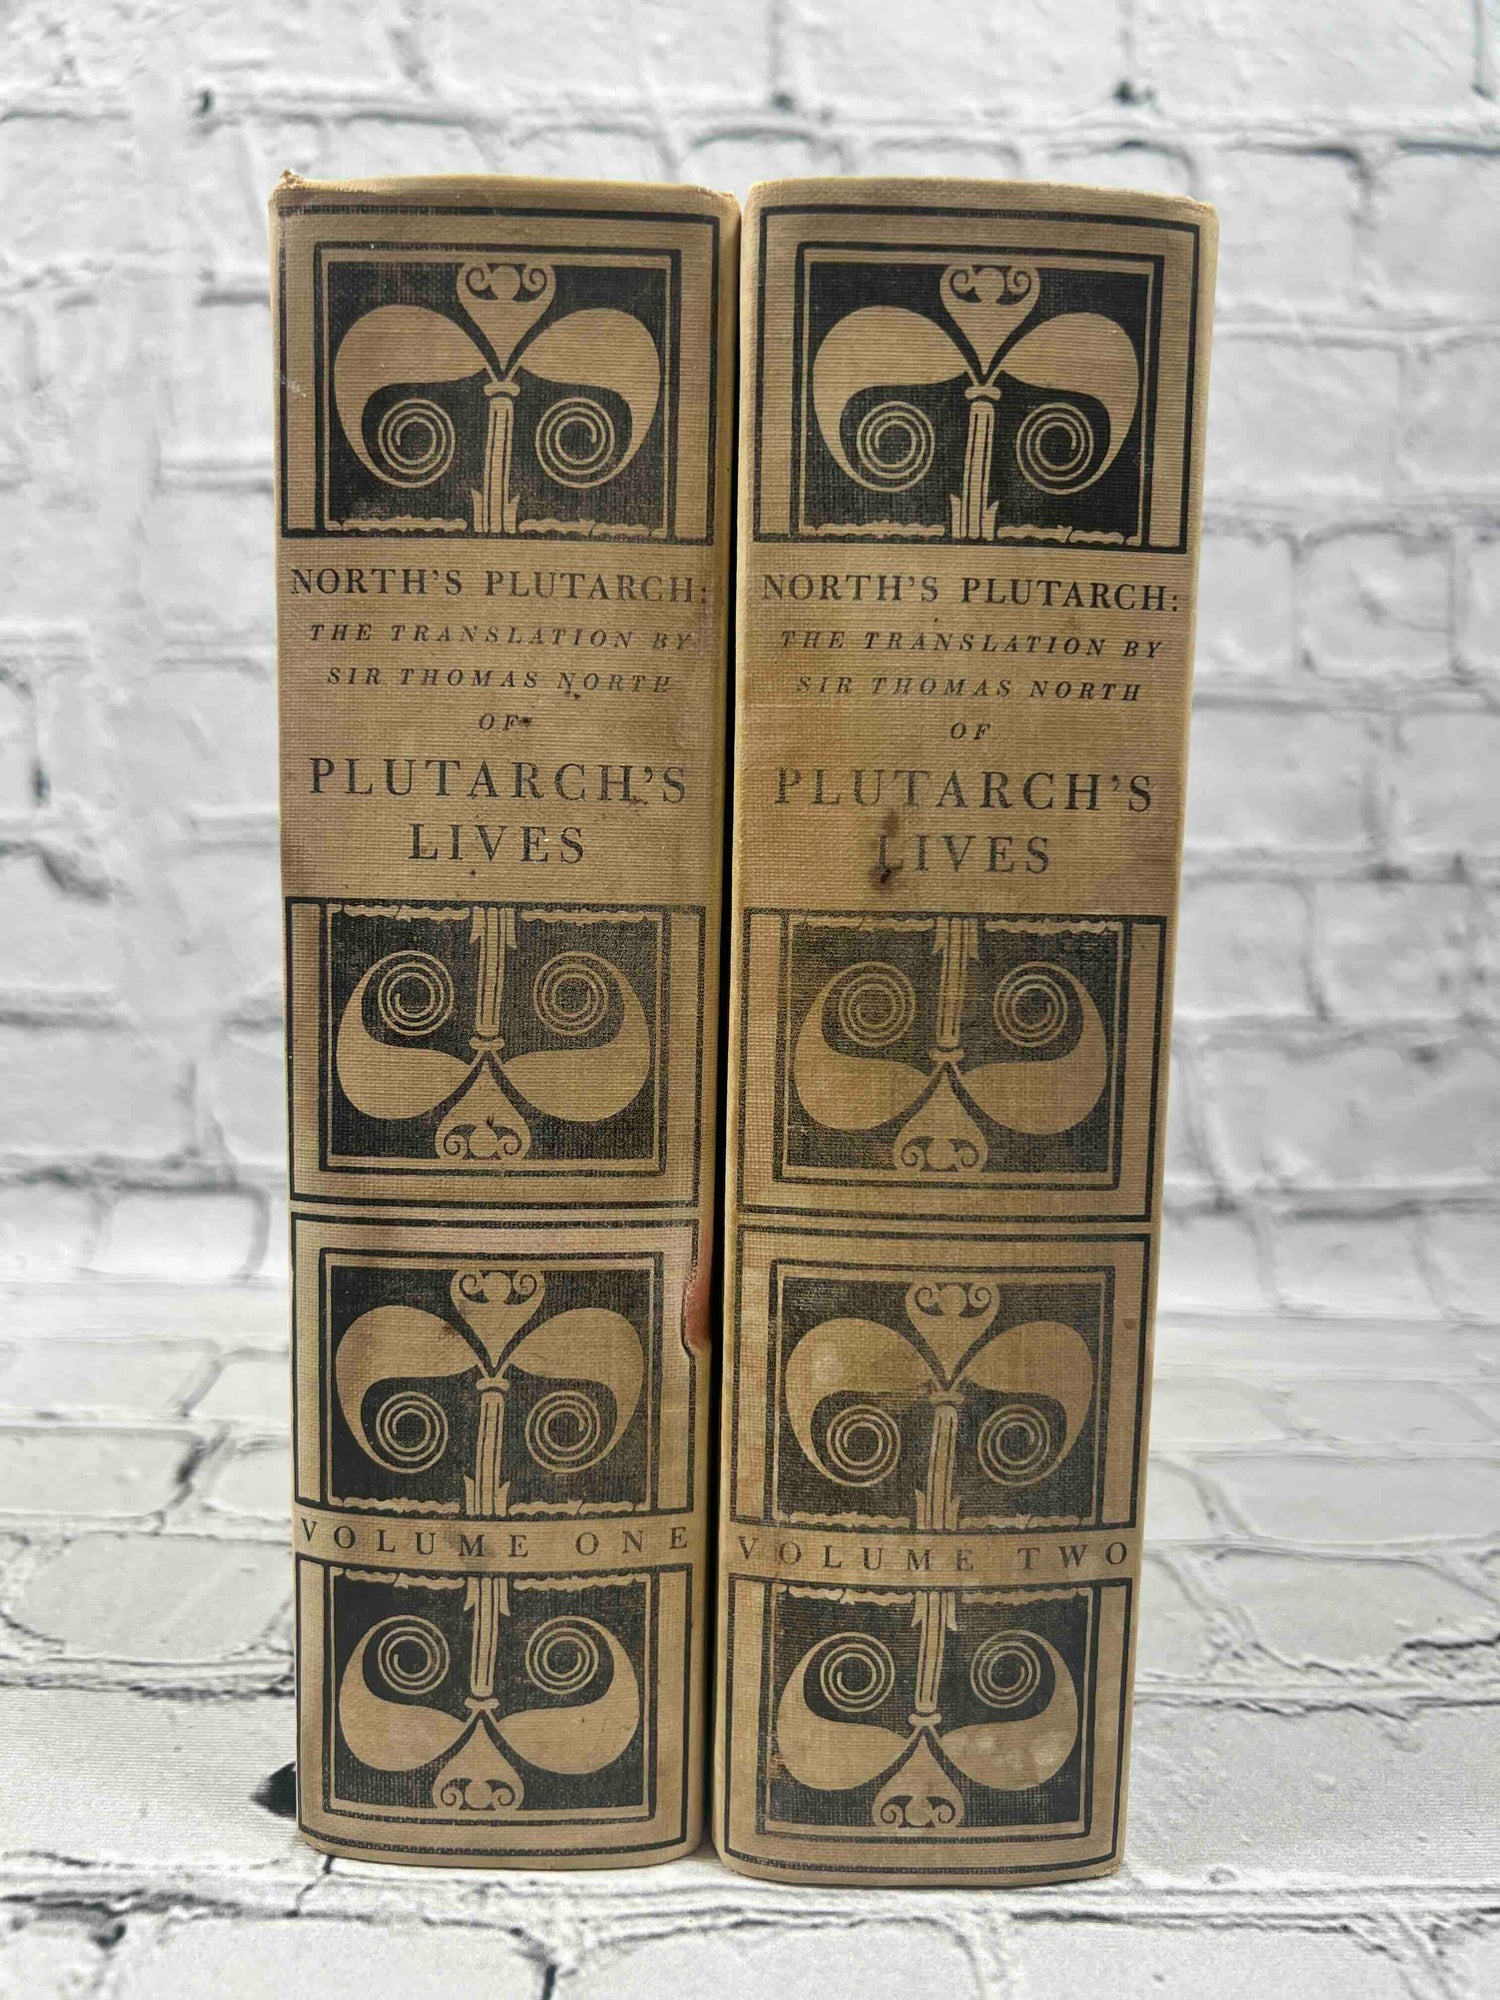 NORTH'S PLUTARCH:
THE TRANSLATION BY
SIR THOMAS NORTH
OF
PLUTARCH'S
LIVES
VOLUME ONE
NORTH'S PLUTARCH:
THE TRANSLATION BY
SIR THOMAS NORTH
OF
PLUTARCH'S
LIVES
VOLUME TWO